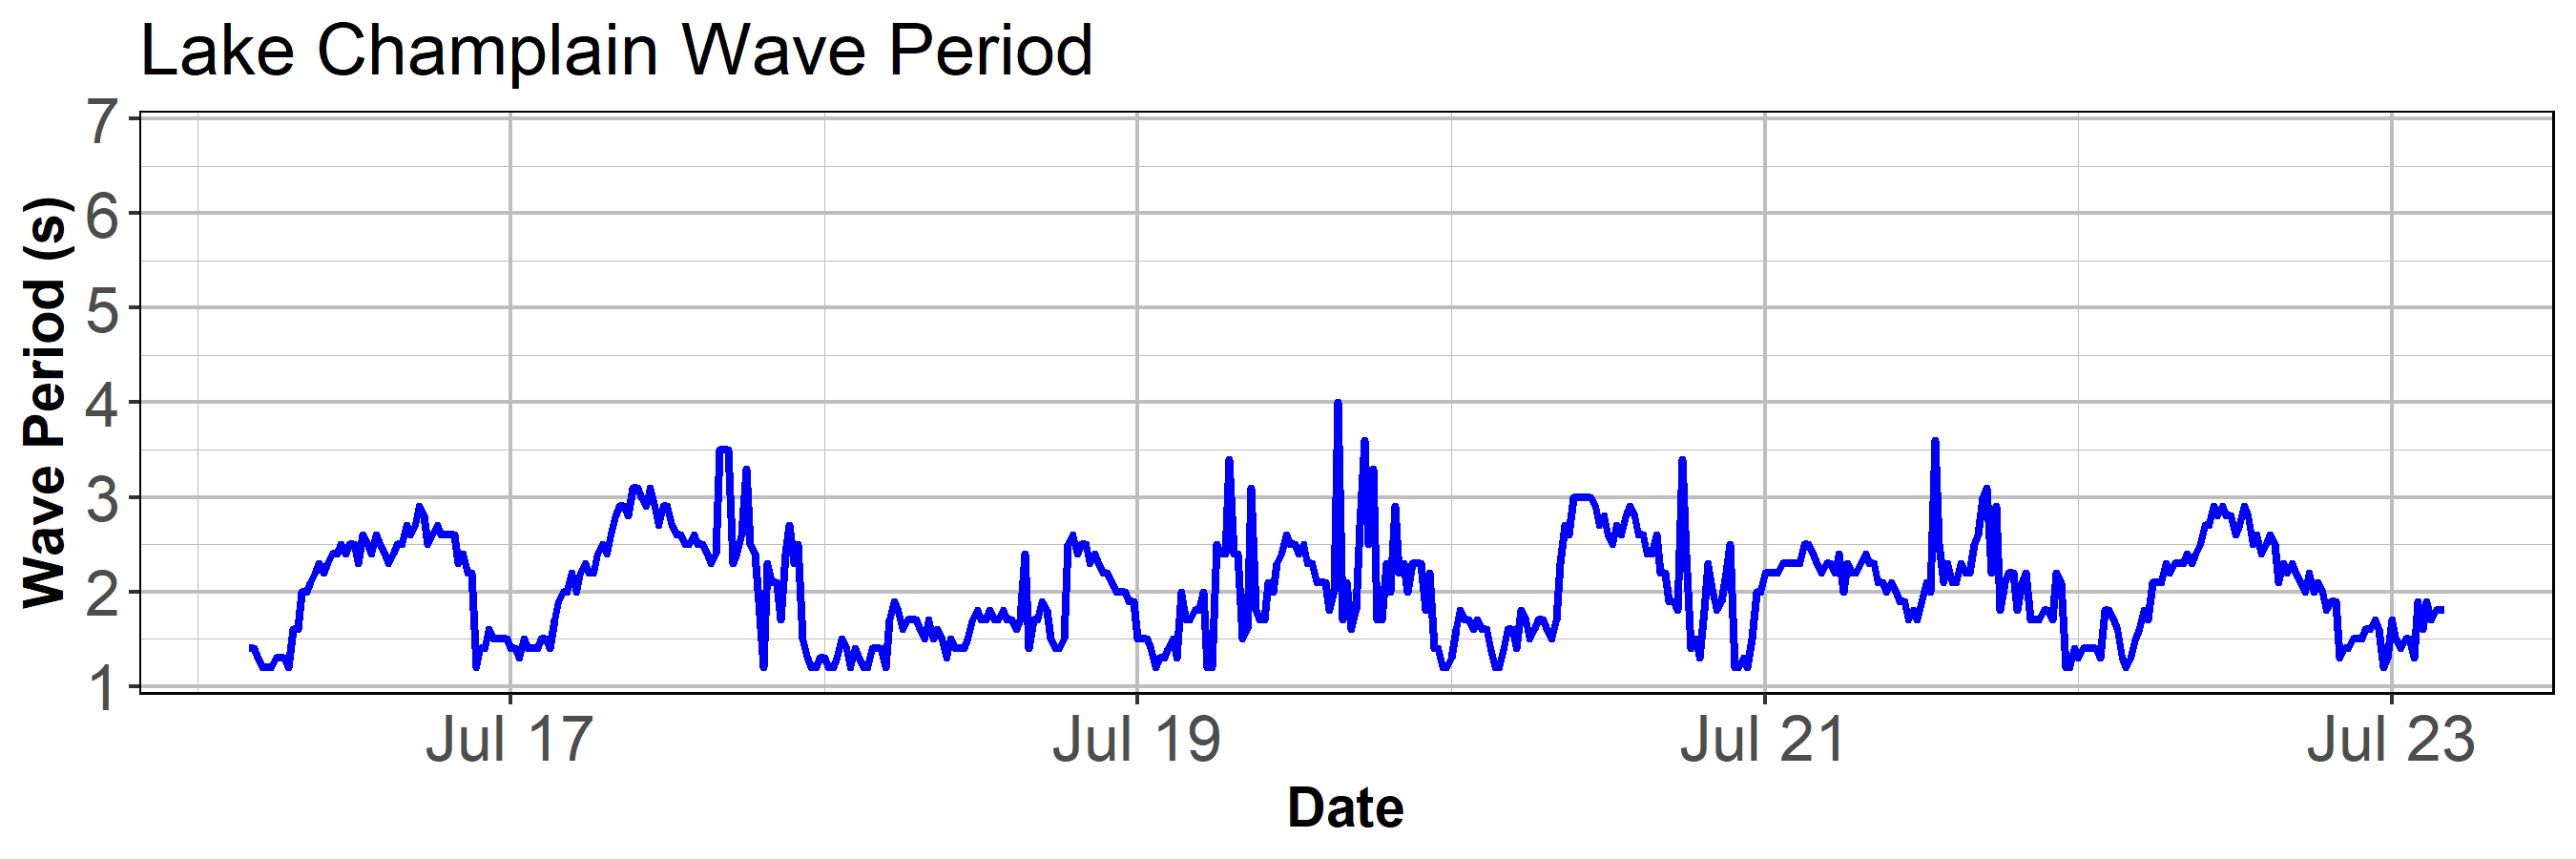 Lake Champlain Wave Period
Wave Period (s)
7
6
5
4
3
2
1
Jul 17
Jul 19
Jul 21
Jul 23
Date